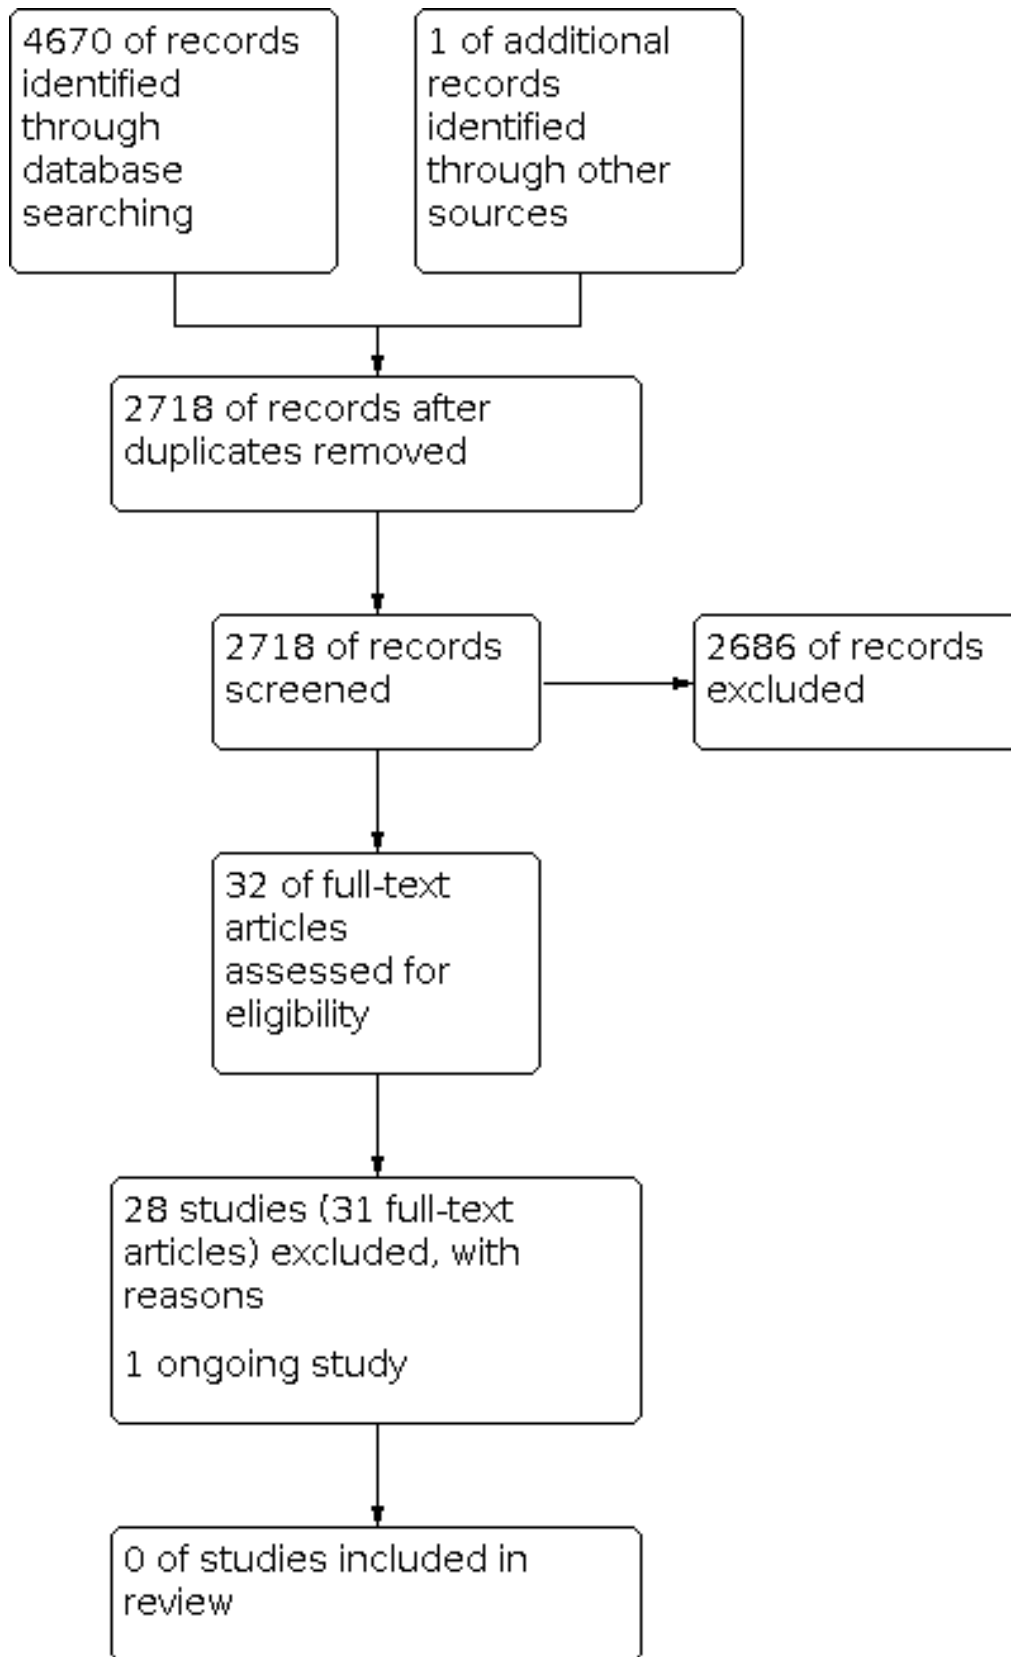 4670 of records
identified
through
database
searching
1 of additional
records
identified
through other
sources
2718 of records after
duplicates removed
2718 of records
screened
2686 of records
excluded
32 of full-text
articles
assessed for
eligibility
28 studies (31 full-text
articles) excluded, with
reasons
1 ongoing study
0 of studies included in
review